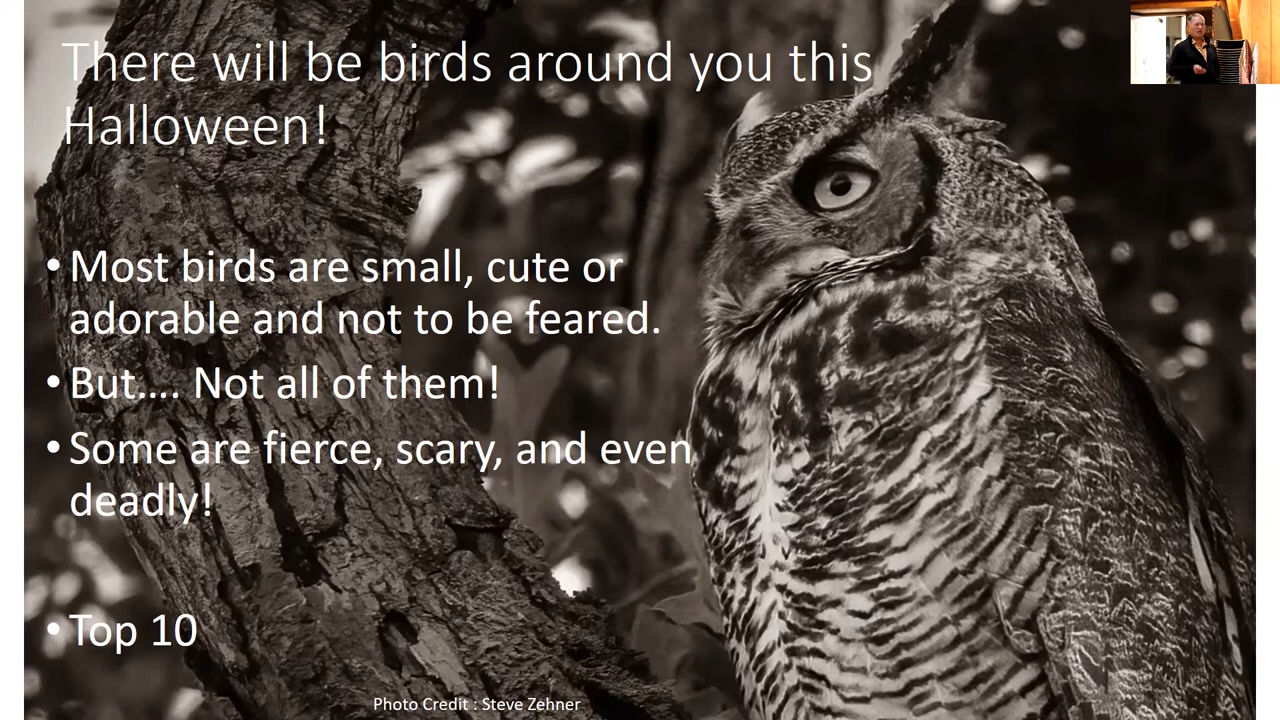 There will be birds around you this
Halloween!
• Most birds are small, cute or
adorable and not to be feared.
• But.... Not all of them!
• Some are fierce, scary, and even
deadly!
• Top 10
Photo Credit : Steve Zehner